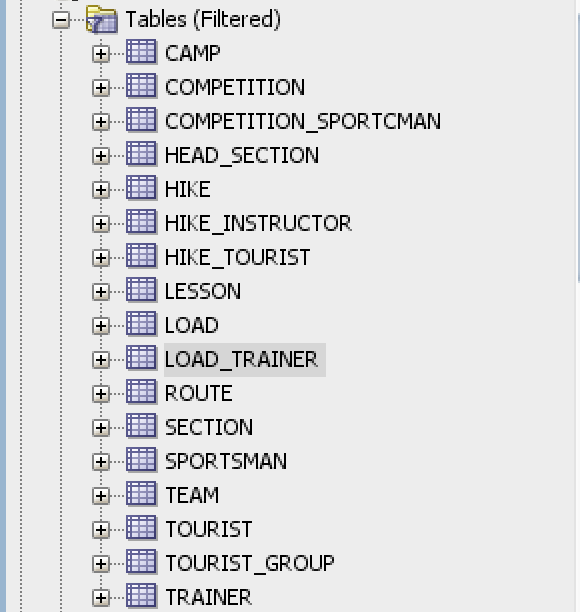 Tables (Filtered)
CAMP
COMPETITION
COMPETITION_SPORTCMAN
HEAD_SECTION
HIKE
HIKE_INSTRUCTOR
HIKE_TOURIST
LESSON
LOAD
LOAD_TRAINER
ROUTE
SECTION
SPORTSMAN
TEAM
TOURIST
TOURIST_GROUP
TRAINER